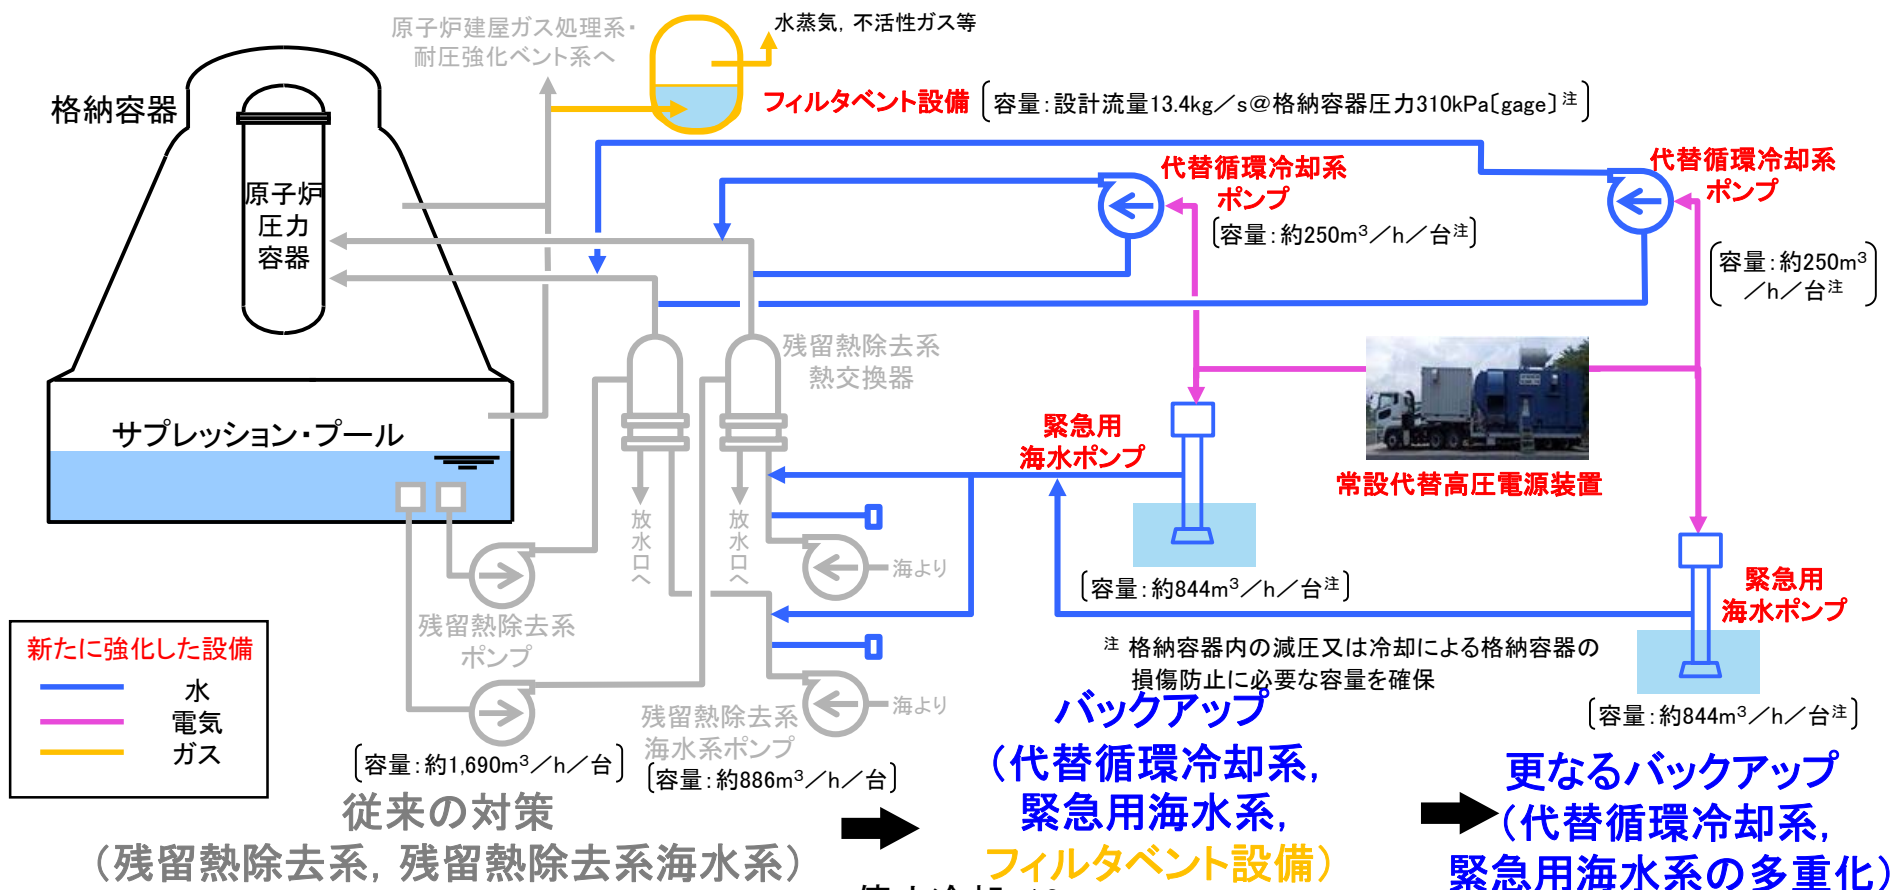 原子炉建屋ガス処理系・
耐圧強化ベント系へ
水蒸気，不活性ガス等
格納容器
フィルタベント設備
容量：設計流量13.4kg／s＠格納容器圧力310kPa〔gage〕注
代替循環冷却系
ポンプ
〔容量：約250m³／h／台注〕
代替循環冷却系
ポンプ
容量：約250m³
／h／台注
原子炉
圧力
容器
残留熱除去系
熱交換器
サプレッション・プール
緊急用
海水ポンプ
常設代替高圧電源装置
放水口へ
放水口へ
海より
〔容量：約844m³／h／台注〕
緊急用
海水ポンプ
残留熱除去系
ポンプ
注 格納容器内の減圧又は冷却による格納容器の
損傷防止に必要な容量を確保
新たに強化した設備
水
電気
ガス
残留熱除去系
海水系ポンプ
海より
〔容量：約844m³／h／台注〕
〔容量：約1,690m³／h／台〕
〔容量：約886m³／h／台〕
従来の対策
（残留熱除去系，残留熱除去系海水系）
バックアップ
（代替循環冷却系，
緊急用海水系，
フィルタベント設備）
更なるバックアップ
（代替循環冷却系，
緊急用海水系の多重化）